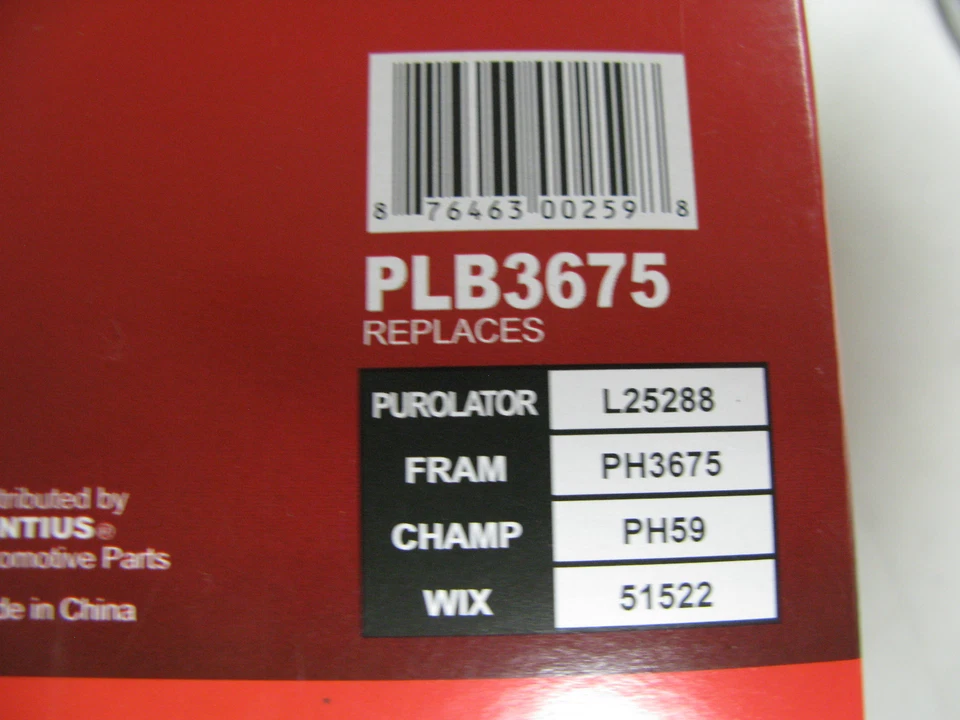 8 76463 00259 8
PLB3675
REPLACES
PUROLATOR L25288
FRAM PH3675
CHAMP PH59
WIX 51522
tributed by
NTIUS®
omotive Parts
de in China